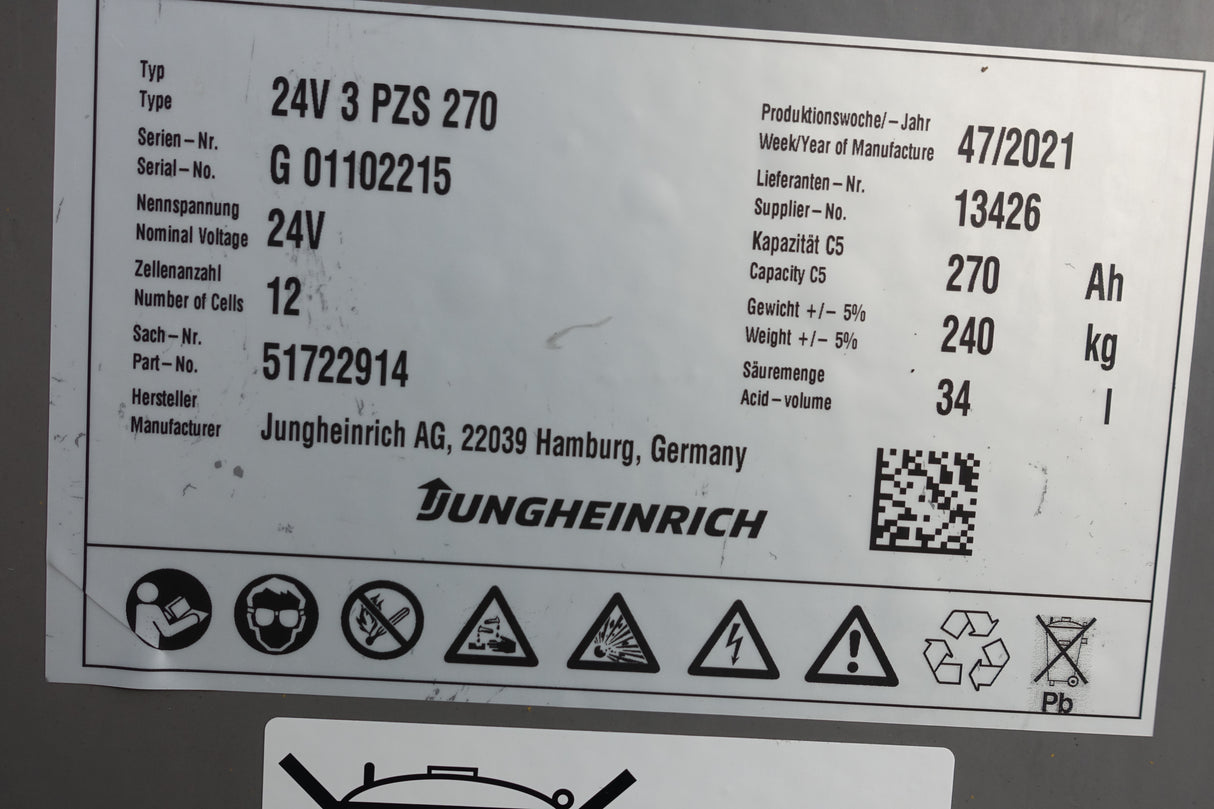 Typ
Type
24V 3 PZS 270
Serien-Nr.
Serial-No.
G 01102215
Nennspannung
Nominal Voltage
24V
Zellenanzahl
Number of Cells
12
Sach-Nr.
Part-No.
51722914
Hersteller
Manufacturer
Jungheinrich AG, 22039 Hamburg, Germany
Produktionswoche/-Jahr
Week/Year of Manufacture
47/2021
Lieferanten-Nr.
Supplier-No.
13426
Kapazität C5
Capacity C5
270 Ah
Gewicht +/- 5%
Weight +/- 5%
240 kg
Säuremenge
Acid-volume
34 l
JUNGHEINRICH
Pb